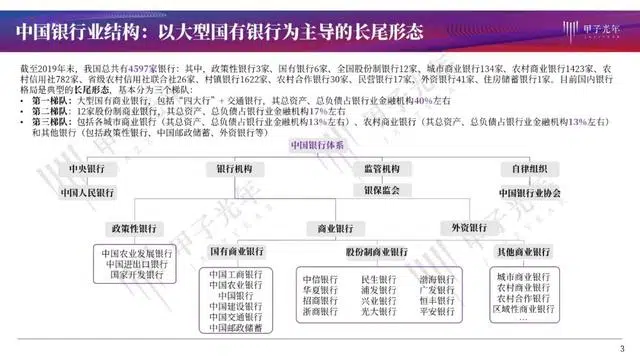 中国银行业结构：以大型国有银行为主导的长尾形态
甲子光年
截至2019年末，我国总共有4597家银行：其中，政策性银行3家、国有银行6家、全国股份制银行12家、城市商业银行134家、农村商业银行1423家、农
村信用社782家、省级农村信用社联合社26家、村镇银行1622家、农村合作银行30家、民营银行17家、外资银行41家、住房储蓄银行1家。目前国内银行
格局是典型的长尾形态，基本分为三个梯队：
• 第一梯队：大型国有商业银行，包括“四大行”+ 交通银行，其总资产、总负债占银行业金融机构40%左右
• 第二梯队：12家股份制商业银行，其总资产、总负债占银行业金融机构17%左右
• 第三梯队：包括各城市商业银行（其总资产、总负债占银行业金融机构13%左右）、农村商业银行（其总资产、总负债占银行业金融机构13%左右）
和其他银行（包括政策性银行、中国邮政储蓄、外资银行等）
中国银行体系
中央银行 银行机构 监管机构 自律组织
中国人民银行 银保监会 中国银行业协会
政策性银行 商业银行 外资银行
中国农业发展银行
中国进出口银行
国家开发银行
国有商业银行
中国工商银行
中国农业银行
中国银行
中国建设银行
中国交通银行
中国邮政储蓄
股份制商业银行
中信银行 民生银行 渤海银行
华夏银行 浦发银行 广发银行
招商银行 兴业银行 恒丰银行
浙商银行 光大银行 平安银行
其他商业银行
城市商业银行
农村商业银行
农村合作银行
区域性商业银行
…
3